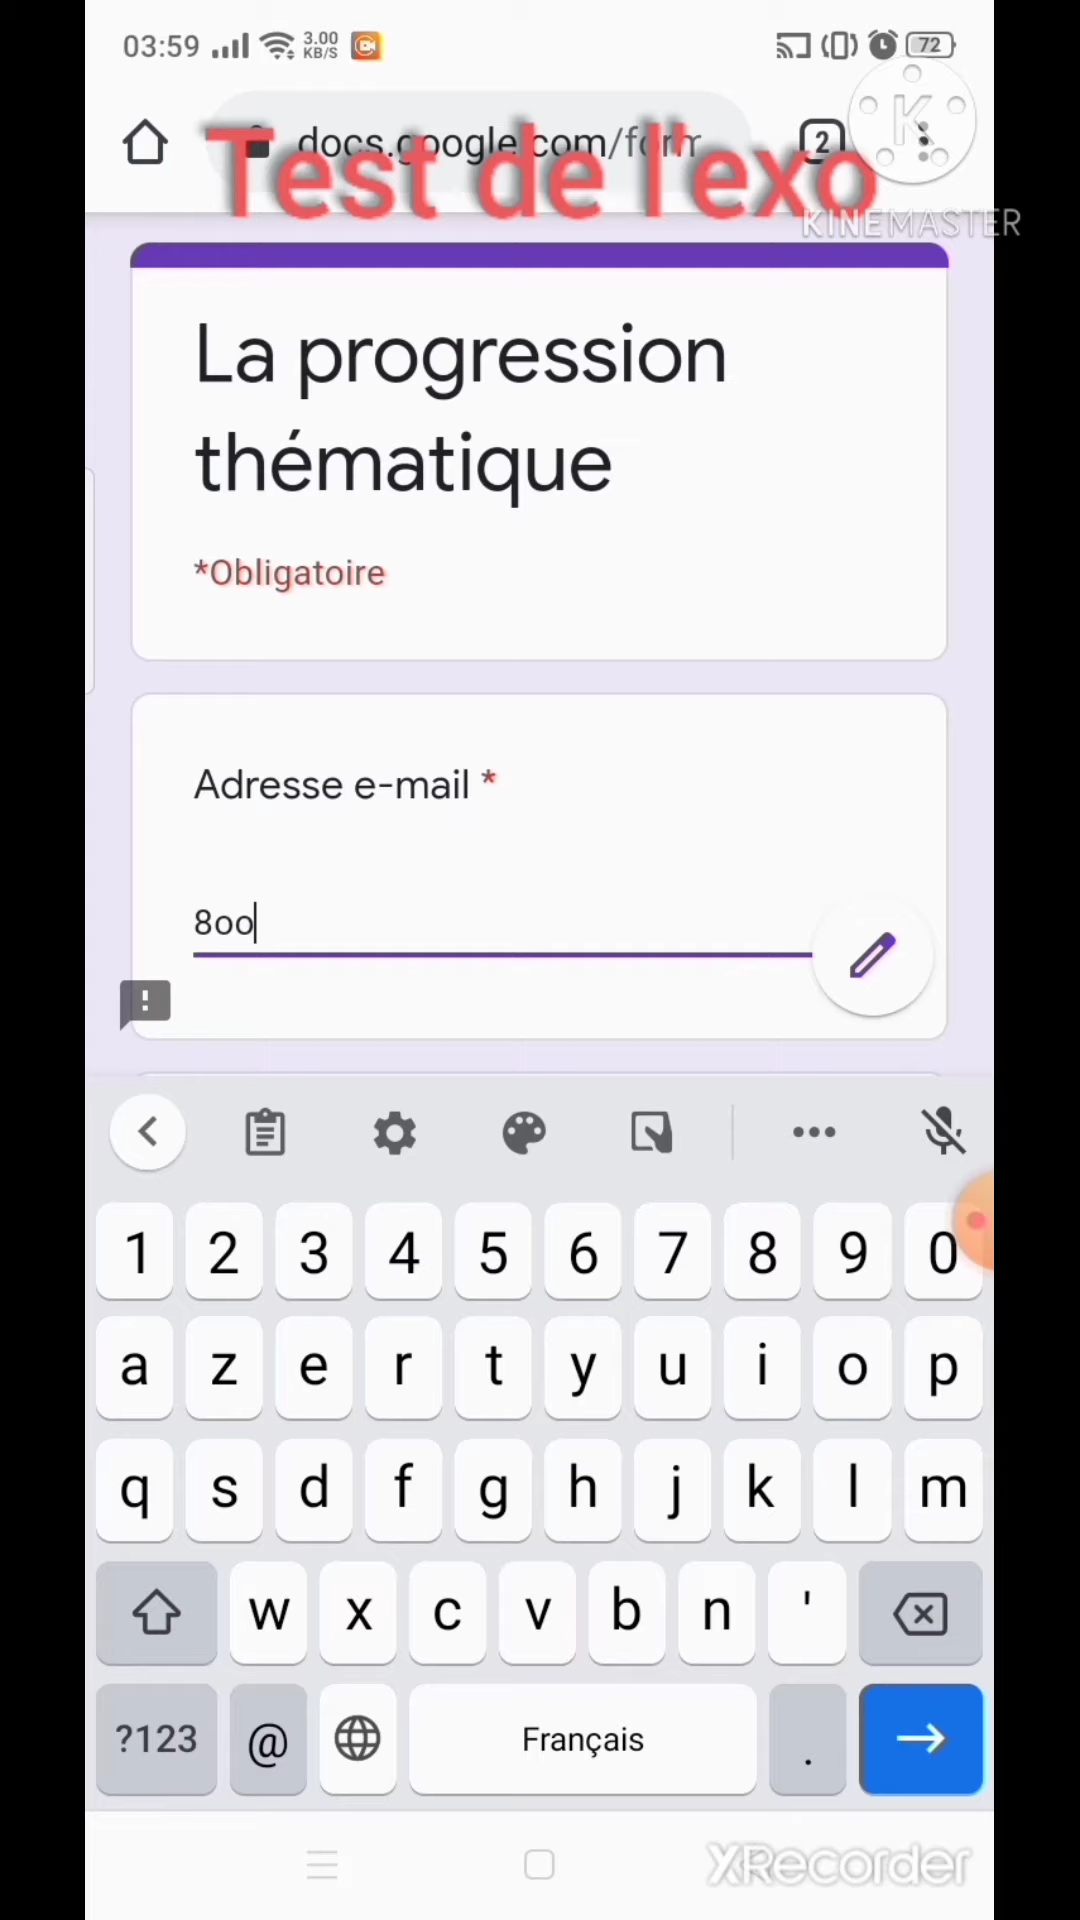 03:59 3.00 KB/S 72
docs.google.com/form 2
Test de l'exo
K
KINEMASTER
La progression
thématique
*Obligatoire
Adresse e-mail *
8oo
1 2 3 4 5 6 7 8 9 0
a z e r t y u i o p
q s d f g h j k l m
w x c v b n '
?123 @ Français .
XRecorder